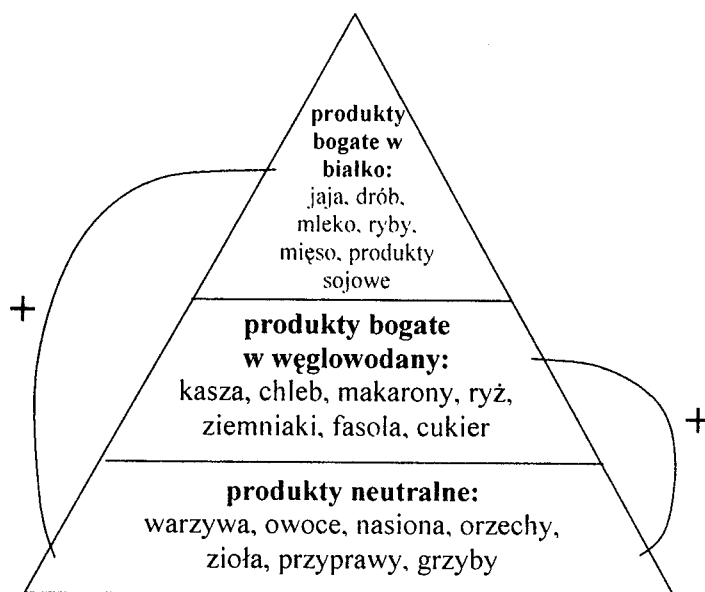 produkty
bogate w
białko:
jaja, drób,
mleko, ryby,
mięso, produkty
sojowe
+
produkty bogate
w węglowodany:
kasza, chleb, makarony, ryż,
ziemniaki, fasola, cukier
+
produkty neutralne:
warzywa, owoce, nasiona, orzechy,
zioła, przyprawy, grzyby